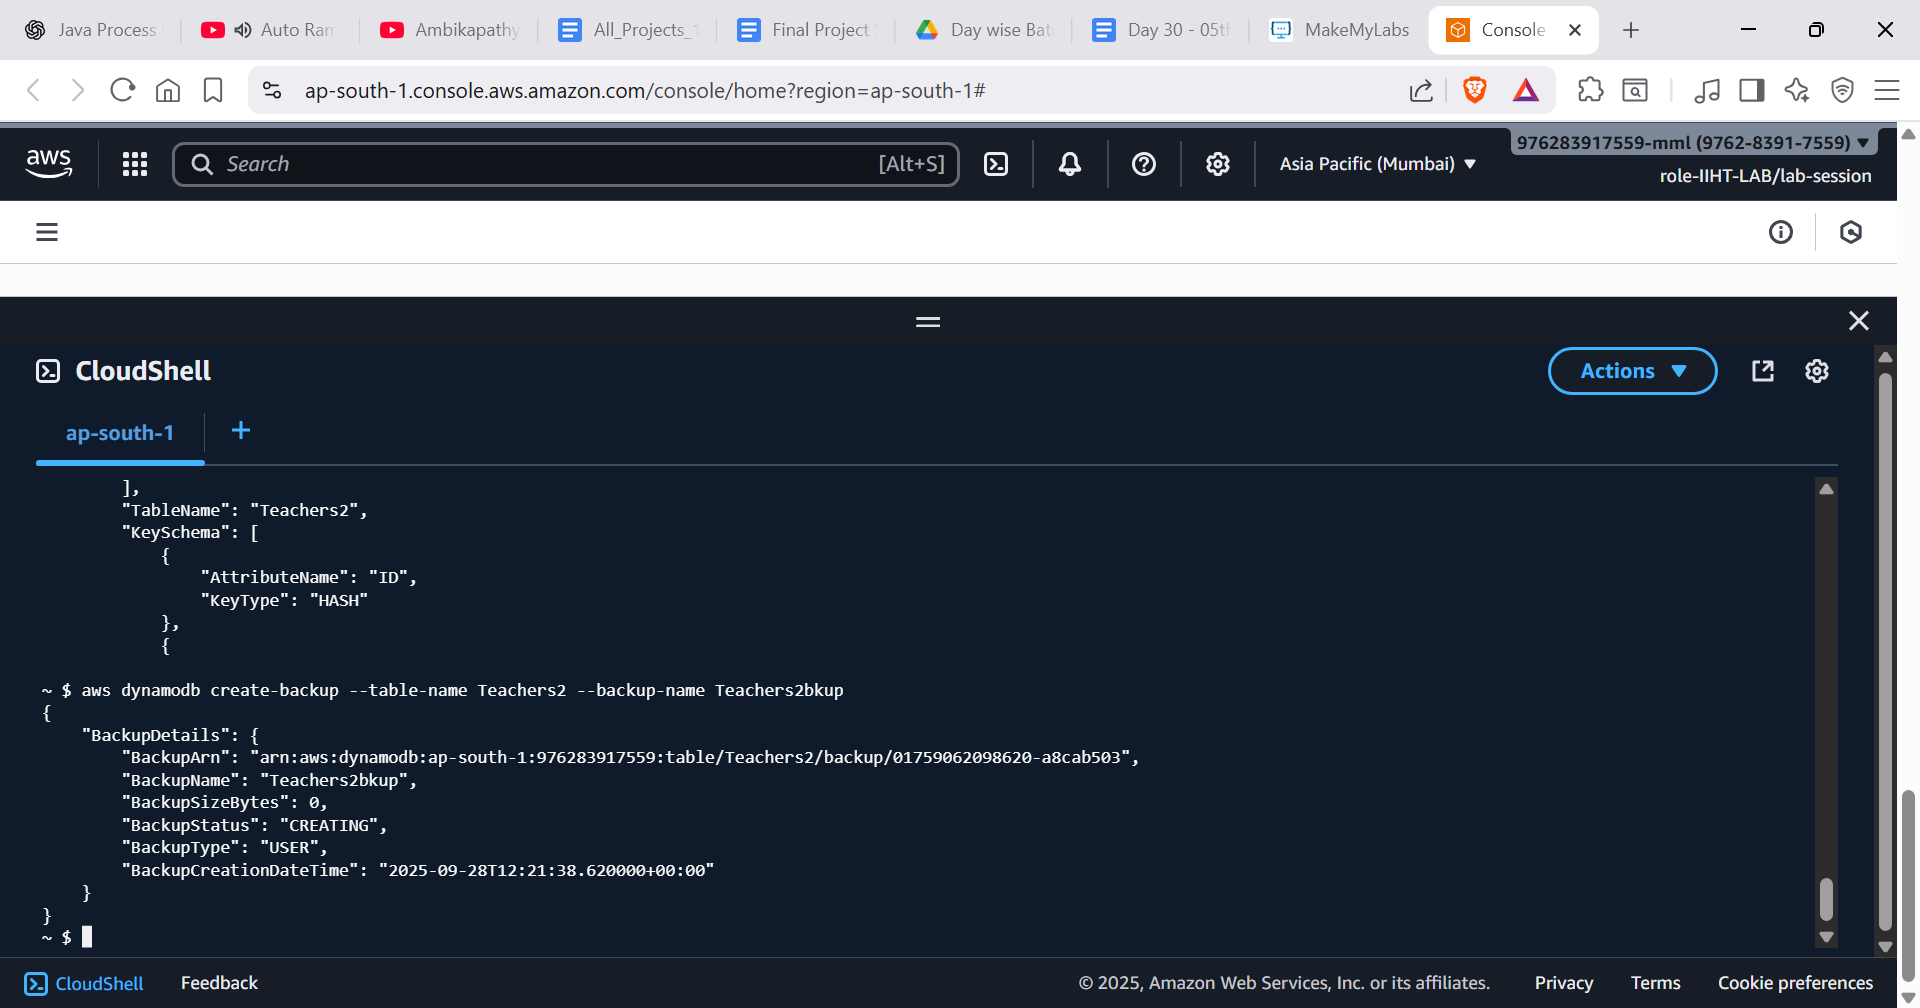 Java Process
Auto Ram
Ambikapathy
All_Projects_1
Final Project S
Day wise Batc
Day 30 - 05th
MakeMyLabs
Console
ap-south-1.console.aws.amazon.com/console/home?region=ap-south-1#
aws
Search
[Alt+S]
Asia Pacific (Mumbai)
976283917559-mml (9762-8391-7559)
role-IIHT-LAB/lab-session
CloudShell
Actions
ap-south-1
],
"TableName": "Teachers2",
"KeySchema": [
{
"AttributeName": "ID",
"KeyType": "HASH"
},
{
~ $ aws dynamodb create-backup --table-name Teachers2 --backup-name Teachers2bkup
{
"BackupDetails": {
"BackupArn": "arn:aws:dynamodb:ap-south-1:976283917559:table/Teachers2/backup/01759062098620-a8cab503",
"BackupName": "Teachers2bkup",
"BackupSizeBytes": 0,
"BackupStatus": "CREATING",
"BackupType": "USER",
"BackupCreationDateTime": "2025-09-28T12:21:38.620000+00:00"
}
}
~ $
CloudShell
Feedback
© 2025, Amazon Web Services, Inc. or its affiliates.
Privacy
Terms
Cookie preferences